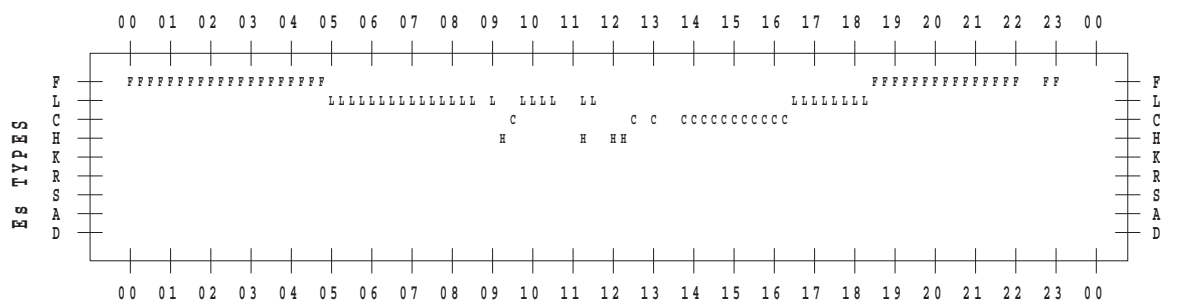 00 01 02 03 04 05 06 07 08 09 10 11 12 13 14 15 16 17 18 19 20 21 22 23 00
F FFFFFFFFFFFFFFFFFFFF FFFFFFFFFFFFFFF FF F
L LLLLLLLLLLLLLLL L LLLL LL LLLLLLLL L
C C C C CCCCCCCCCCC C
H H H HH H
K K
R R
S S
A A
D D
Es TYPES
00 01 02 03 04 05 06 07 08 09 10 11 12 13 14 15 16 17 18 19 20 21 22 23 00